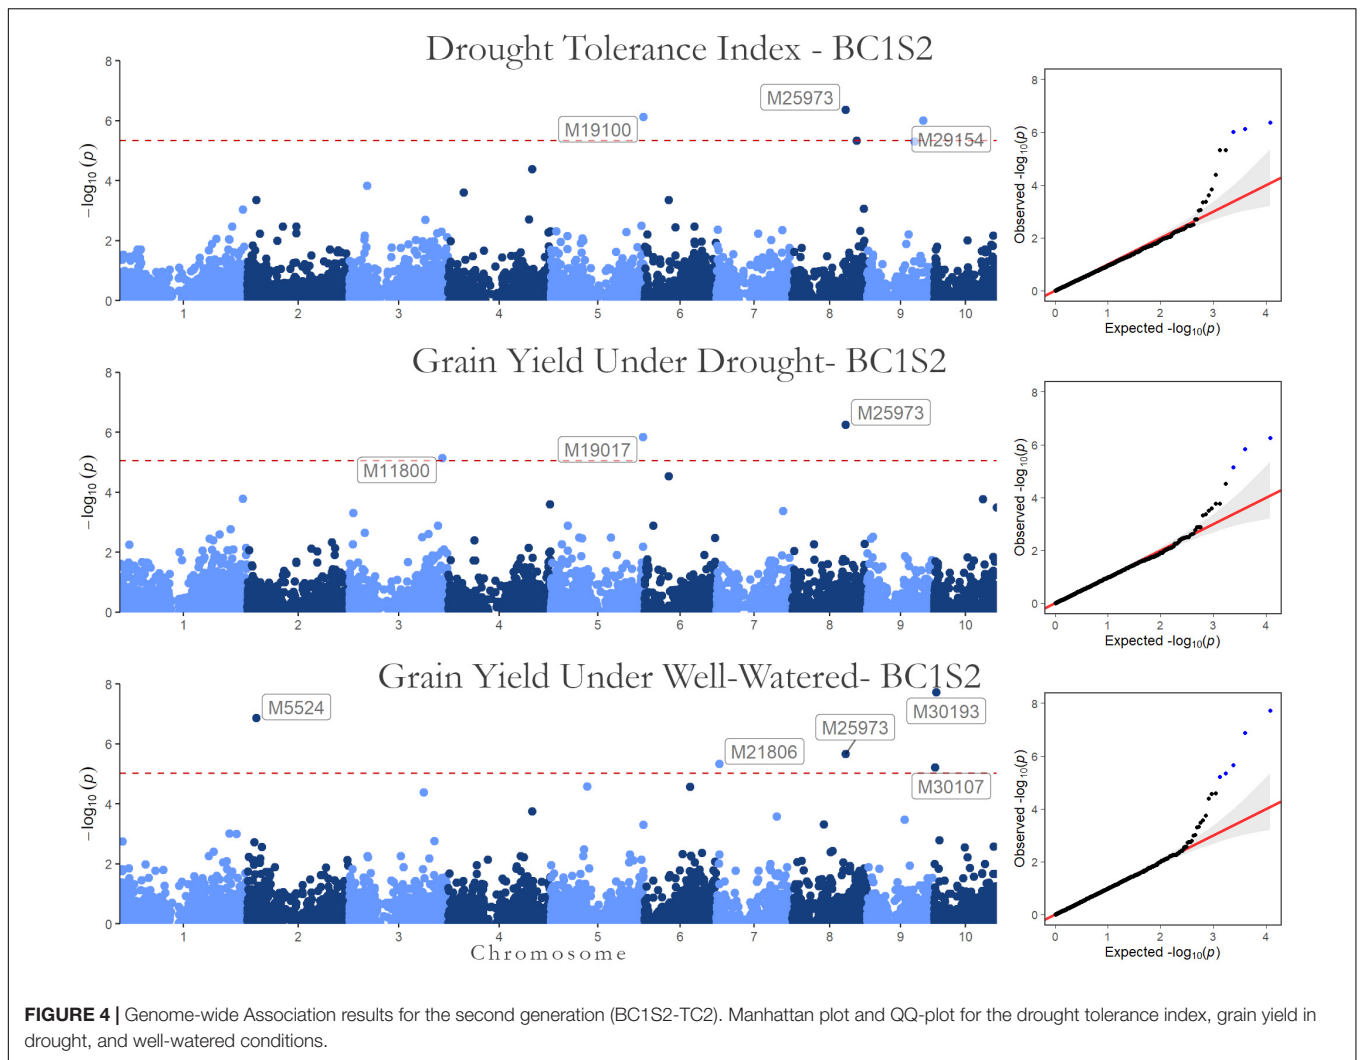 Drought Tolerance Index - BC1S2
8
6
4
2
0
−log10 (p)
M19100
M25973
M29154
1 2 3 4 5 6 7 8 9 10
8
6
4
2
0
Observed -log10(p)
0 1 2 3 4
Expected -log10(p)
Grain Yield Under Drought- BC1S2
8
6
4
2
0
−log10 (p)
M11800
M19017
M25973
1 2 3 4 5 6 7 8 9 10
8
6
4
2
0
Observed -log10(p)
0 1 2 3 4
Expected -log10(p)
Grain Yield Under Well-Watered- BC1S2
8
6
4
2
0
−log10 (p)
M5524
M21806
M25973
M30193
M30107
1 2 3 4 5 6 7 8 9 10
Chromosome
8
6
4
2
0
Observed -log10(p)
0 1 2 3 4
Expected -log10(p)
FIGURE 4 | Genome-wide Association results for the second generation (BC1S2-TC2). Manhattan plot and QQ-plot for the drought tolerance index, grain yield in
drought, and well-watered conditions.